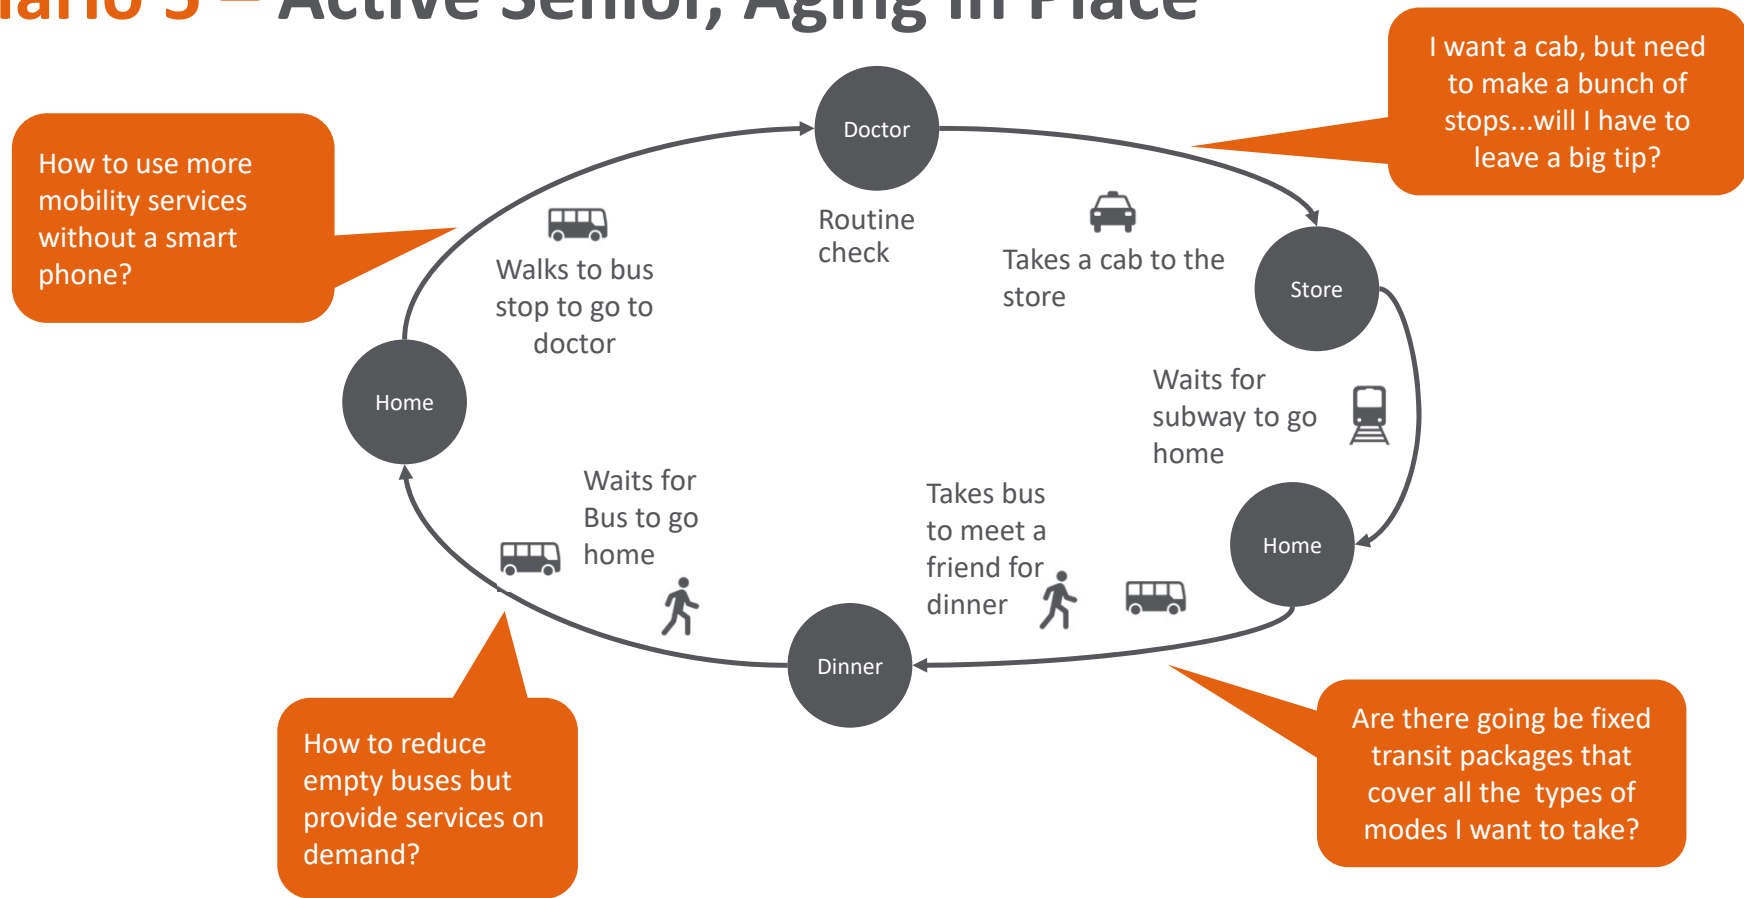 – Active Senior, Aging in Place
I want a cab, but need
to make a bunch of
stops...will I have to
leave a big tip?
How to use more
mobility services
without a smart
phone?
Doctor
Routine
check
Walks to bus
stop to go to
doctor
Takes a cab to the
store
Store
Home
Waits for
subway to go
home
Waits for
Bus to go
home
Takes bus
to meet a
friend for
dinner
Home
Dinner
How to reduce
empty buses but
provide services on
demand?
Are there going be fixed
transit packages that
cover all the  types of
modes I want to take?